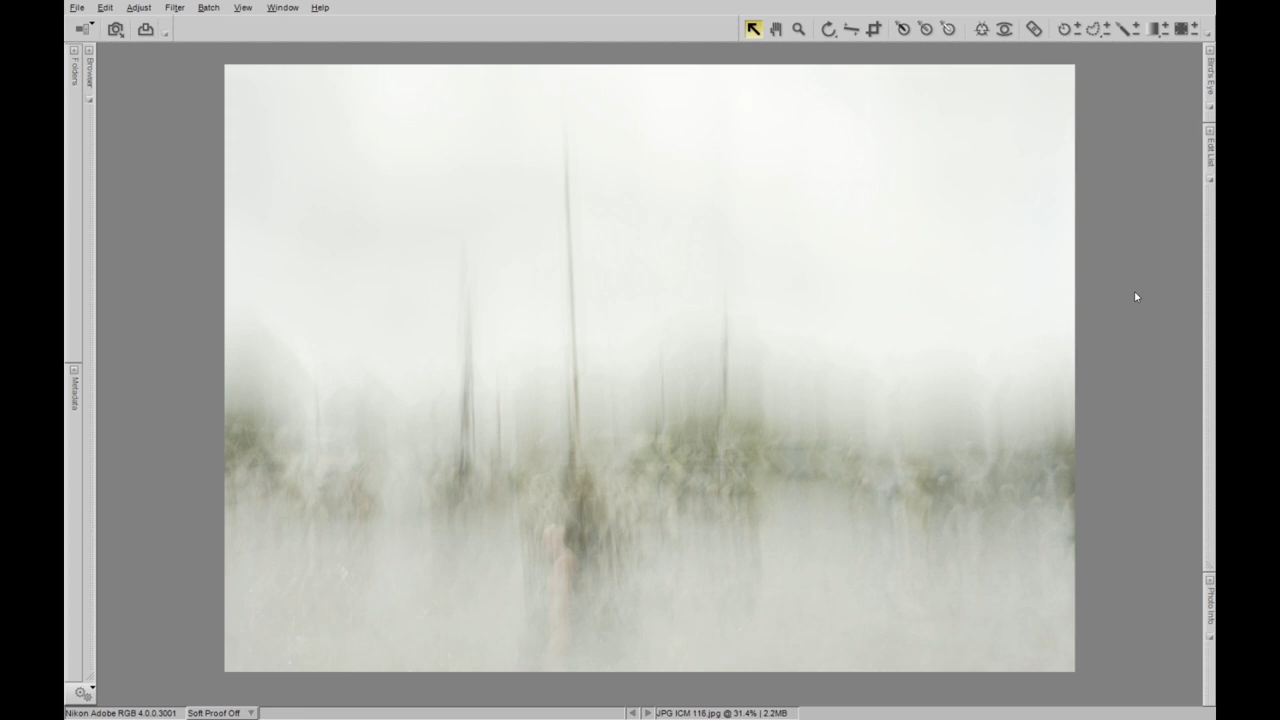 File Edit Adjust Filter Batch View Window Help
Folders
Browser
Metadata
Bird's Eye
Edit List
Photo Info
Nikon Adobe RGB 4.0.0.3001 Soft Proof Off JPG ICM 116.jpg @ 31.4% | 2.2MB